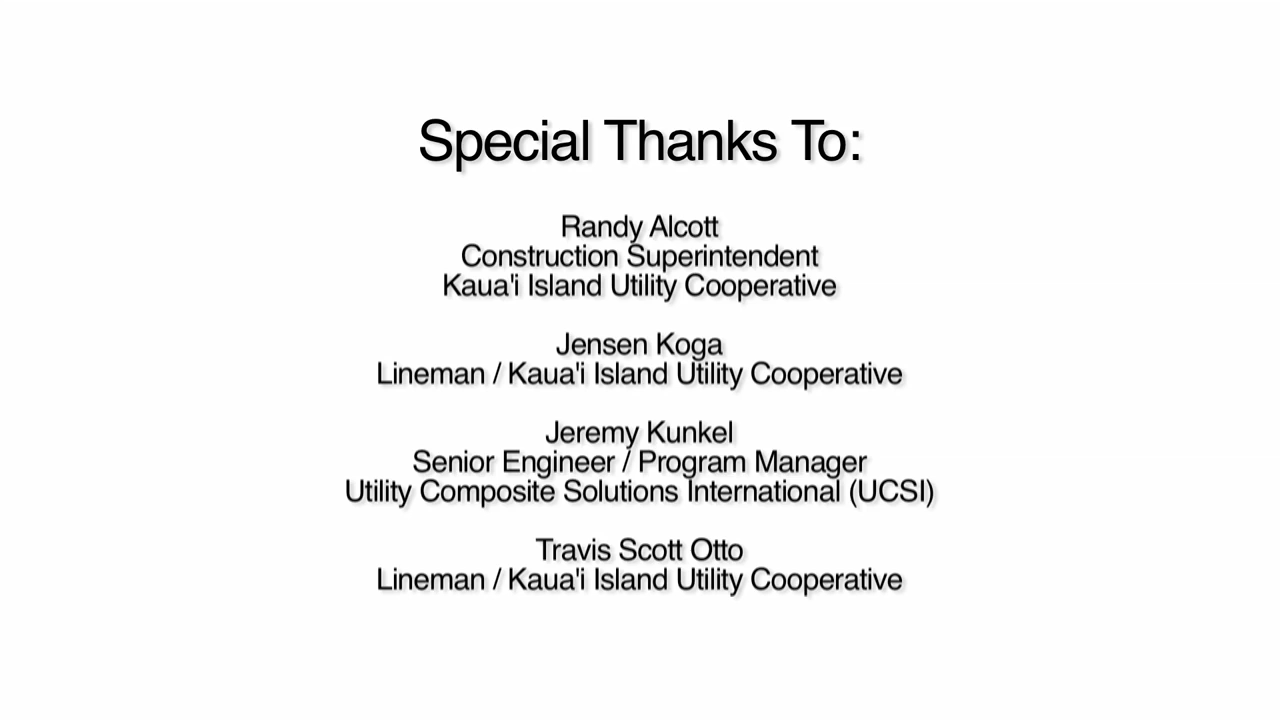 Special Thanks To:
Randy Alcott
Construction Superintendent
Kaua'i Island Utility Cooperative
Jensen Koga
Lineman / Kaua'i Island Utility Cooperative
Jeremy Kunkel
Senior Engineer / Program Manager
Utility Composite Solutions International (UCSI)
Travis Scott Otto
Lineman / Kaua'i Island Utility Cooperative